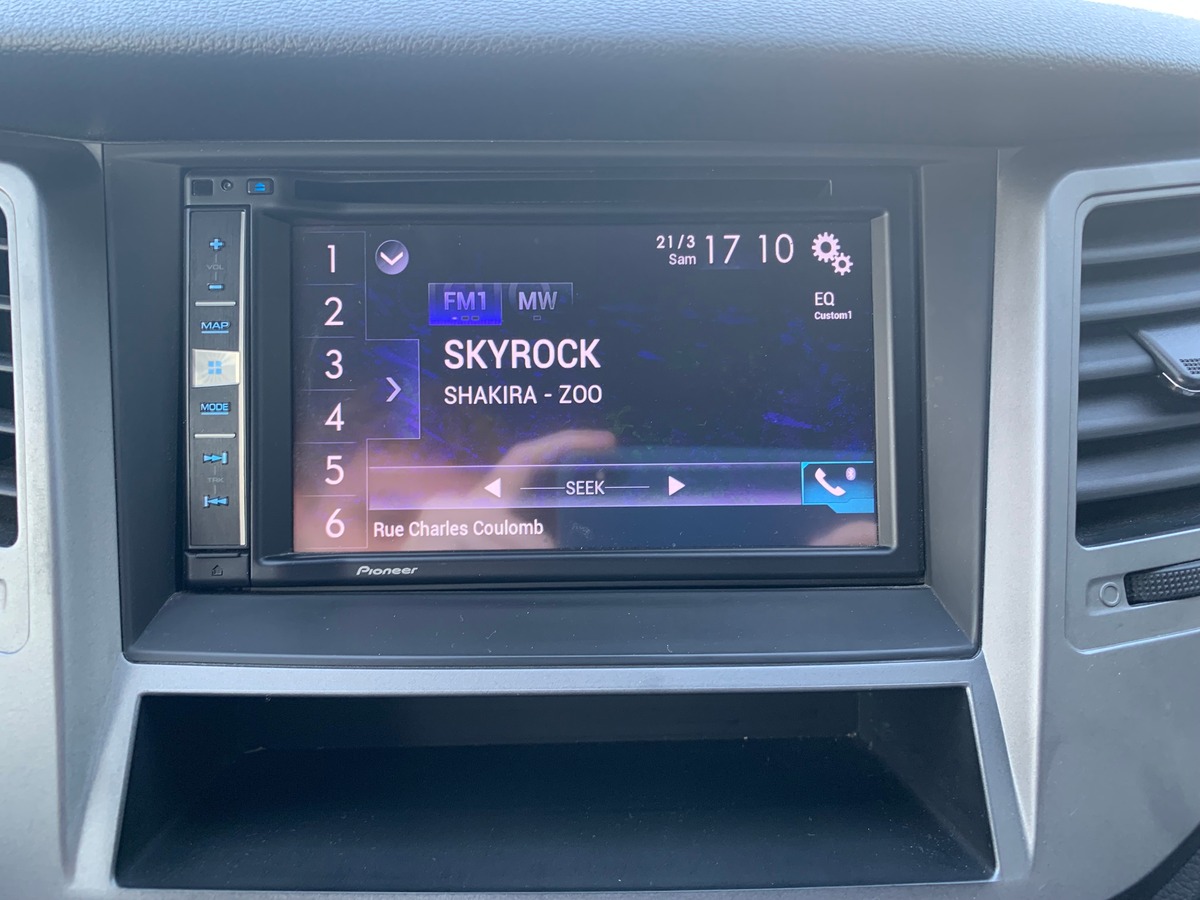 VOL
MAP
MODE
TRK
1
2
3
4
5
6
21/3
Sam
17 10
EQ
Custom1
FM1 MW
SKYROCK
SHAKIRA - ZOO
SEEK
Rue Charles Coulomb
Pioneer